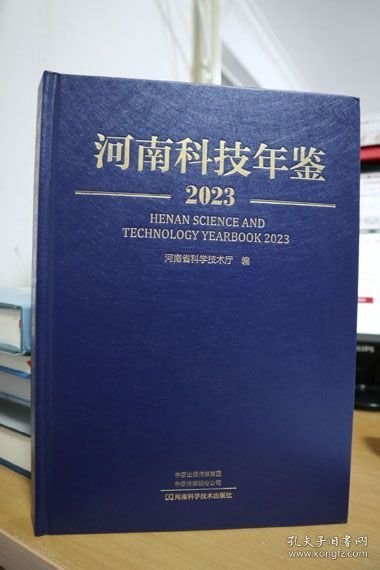 河南科技年鉴
2023
HENAN SCIENCE AND
TECHNOLOGY YEARBOOK 2023
河南省科学技术厅 编
中原出版传媒集团
中原传媒股份公司
河南科学技术出版社
PHILIPS
孔夫子旧书网
www.kongfz.com